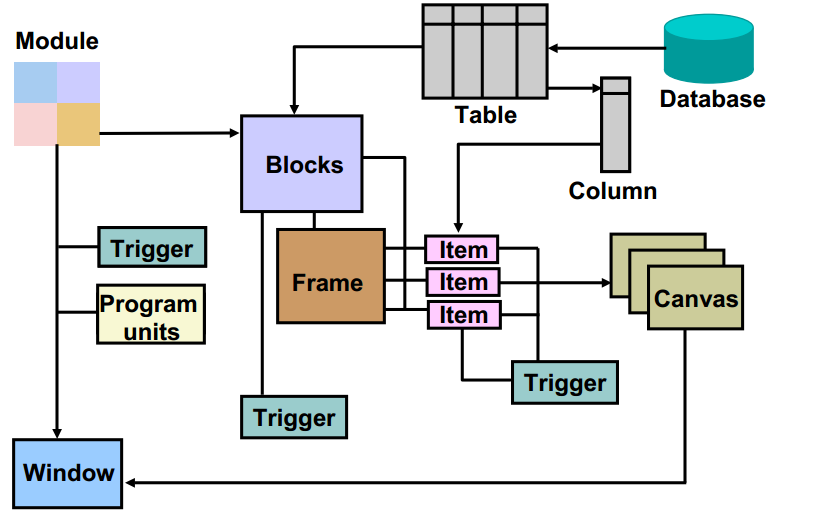 Module
Table
Database
Blocks
Column
Trigger
Item
Frame
Item
Canvas
Program
units
Item
Trigger
Trigger
Window